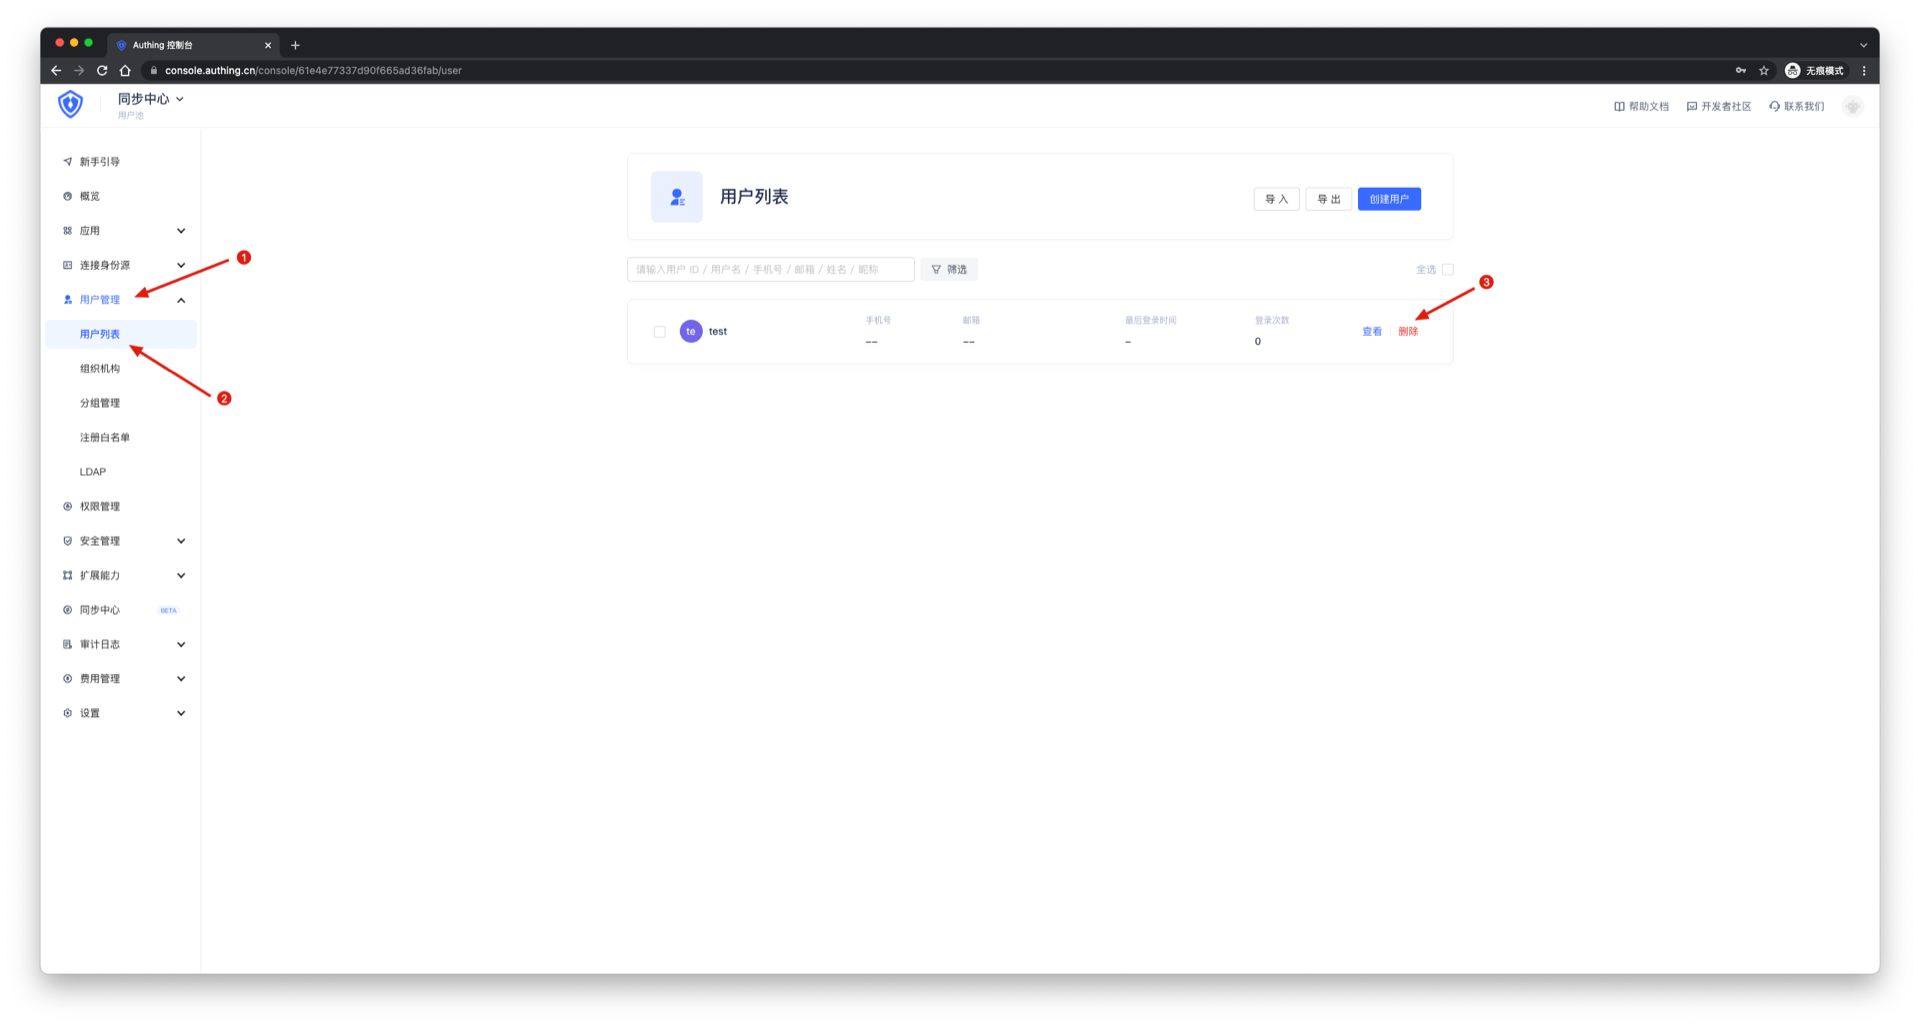 Authing 控制台
console.authing.cn/console/61e4e77337d90f665ad36fab/user
无痕模式
同步中心
用户池
帮助文档
开发者社区
联系我们
新手引导
概览
应用
连接身份源
1
用户管理
用户列表
2
组织机构
分组管理
注册白名单
LDAP
权限管理
安全管理
扩展能力
同步中心 BETA
审计日志
费用管理
设置
用户列表
导 入
导 出
创建用户
请输入用户 ID / 用户名 / 手机号 / 邮箱 / 姓名 / 昵称
筛选
全选
3
te
test
手机号
--
邮箱
--
最后登录时间
-
登录次数
0
查看
删除